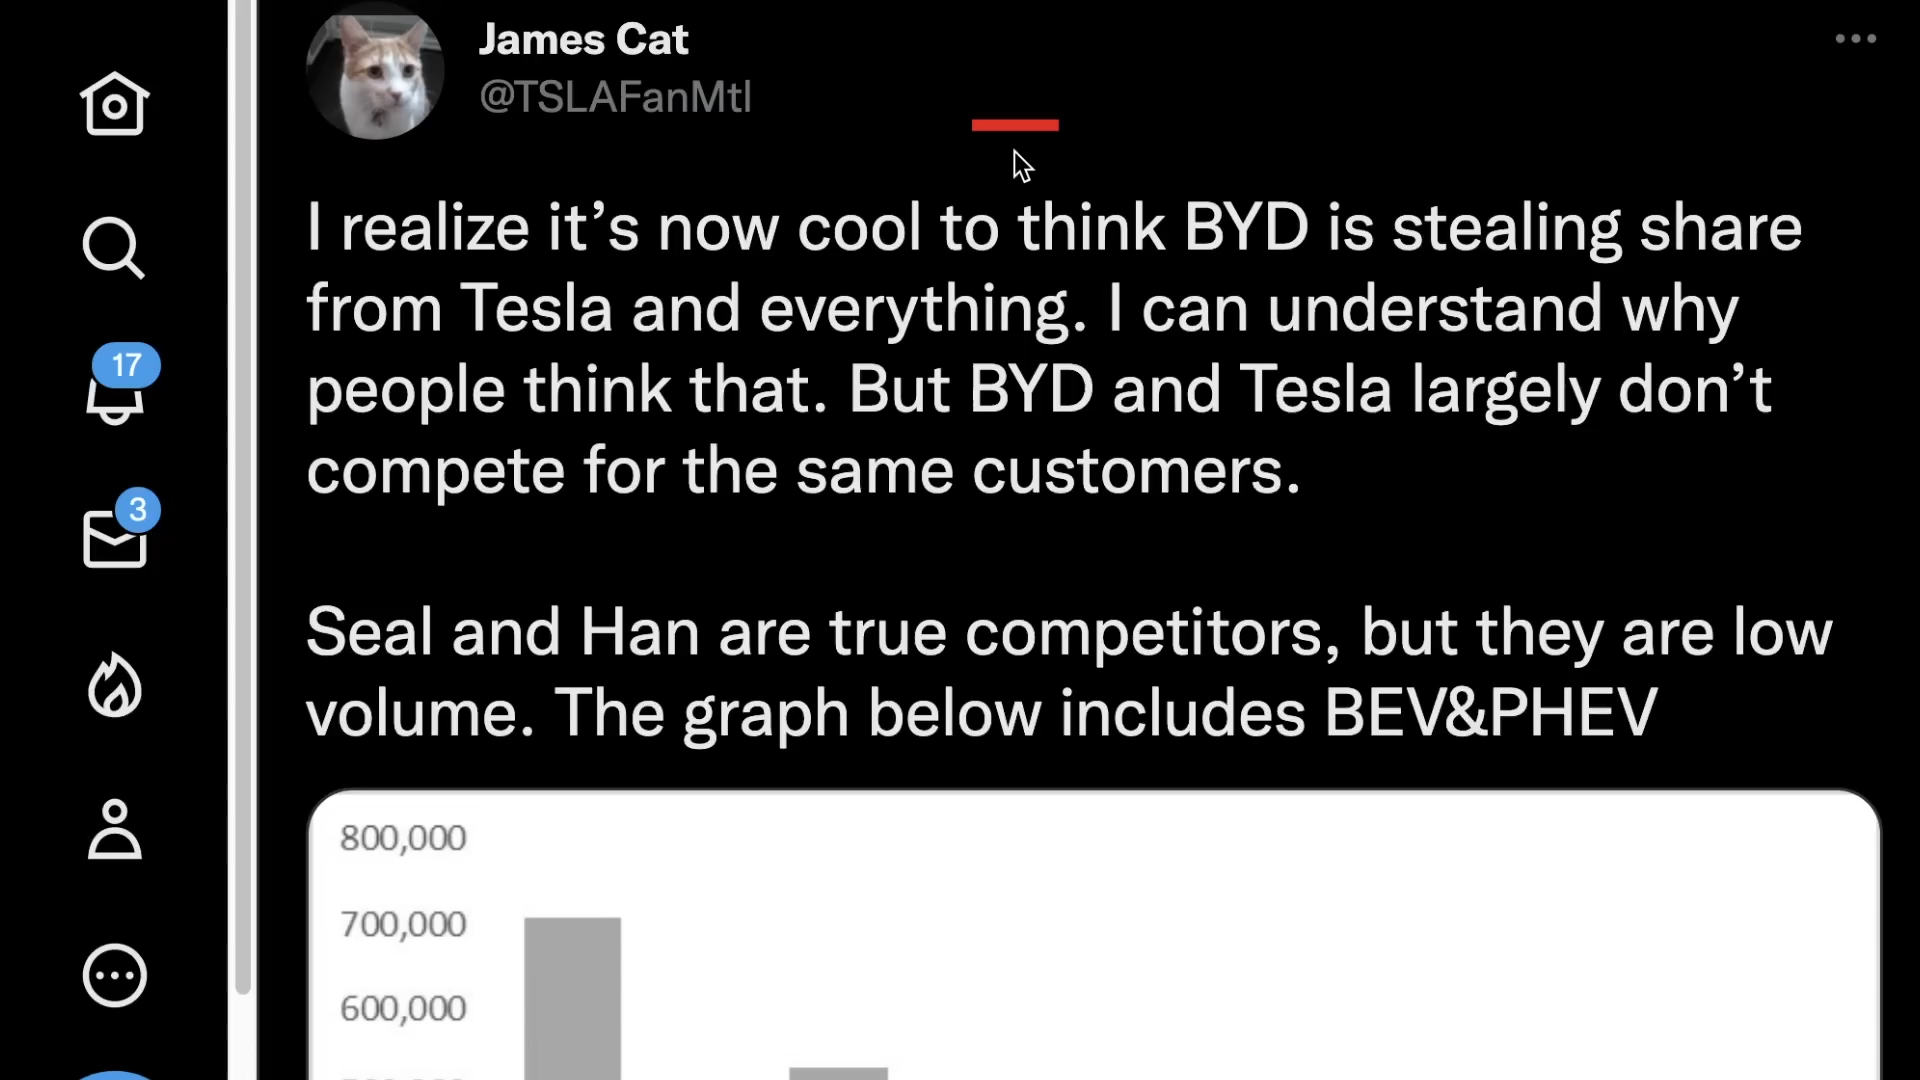 James Cat
@TSLAFanMtl
I realize it’s now cool to think BYD is stealing share
from Tesla and everything. I can understand why
people think that. But BYD and Tesla largely don’t
compete for the same customers.
Seal and Han are true competitors, but they are low
volume. The graph below includes BEV&PHEV
17
3
800,000
700,000
600,000